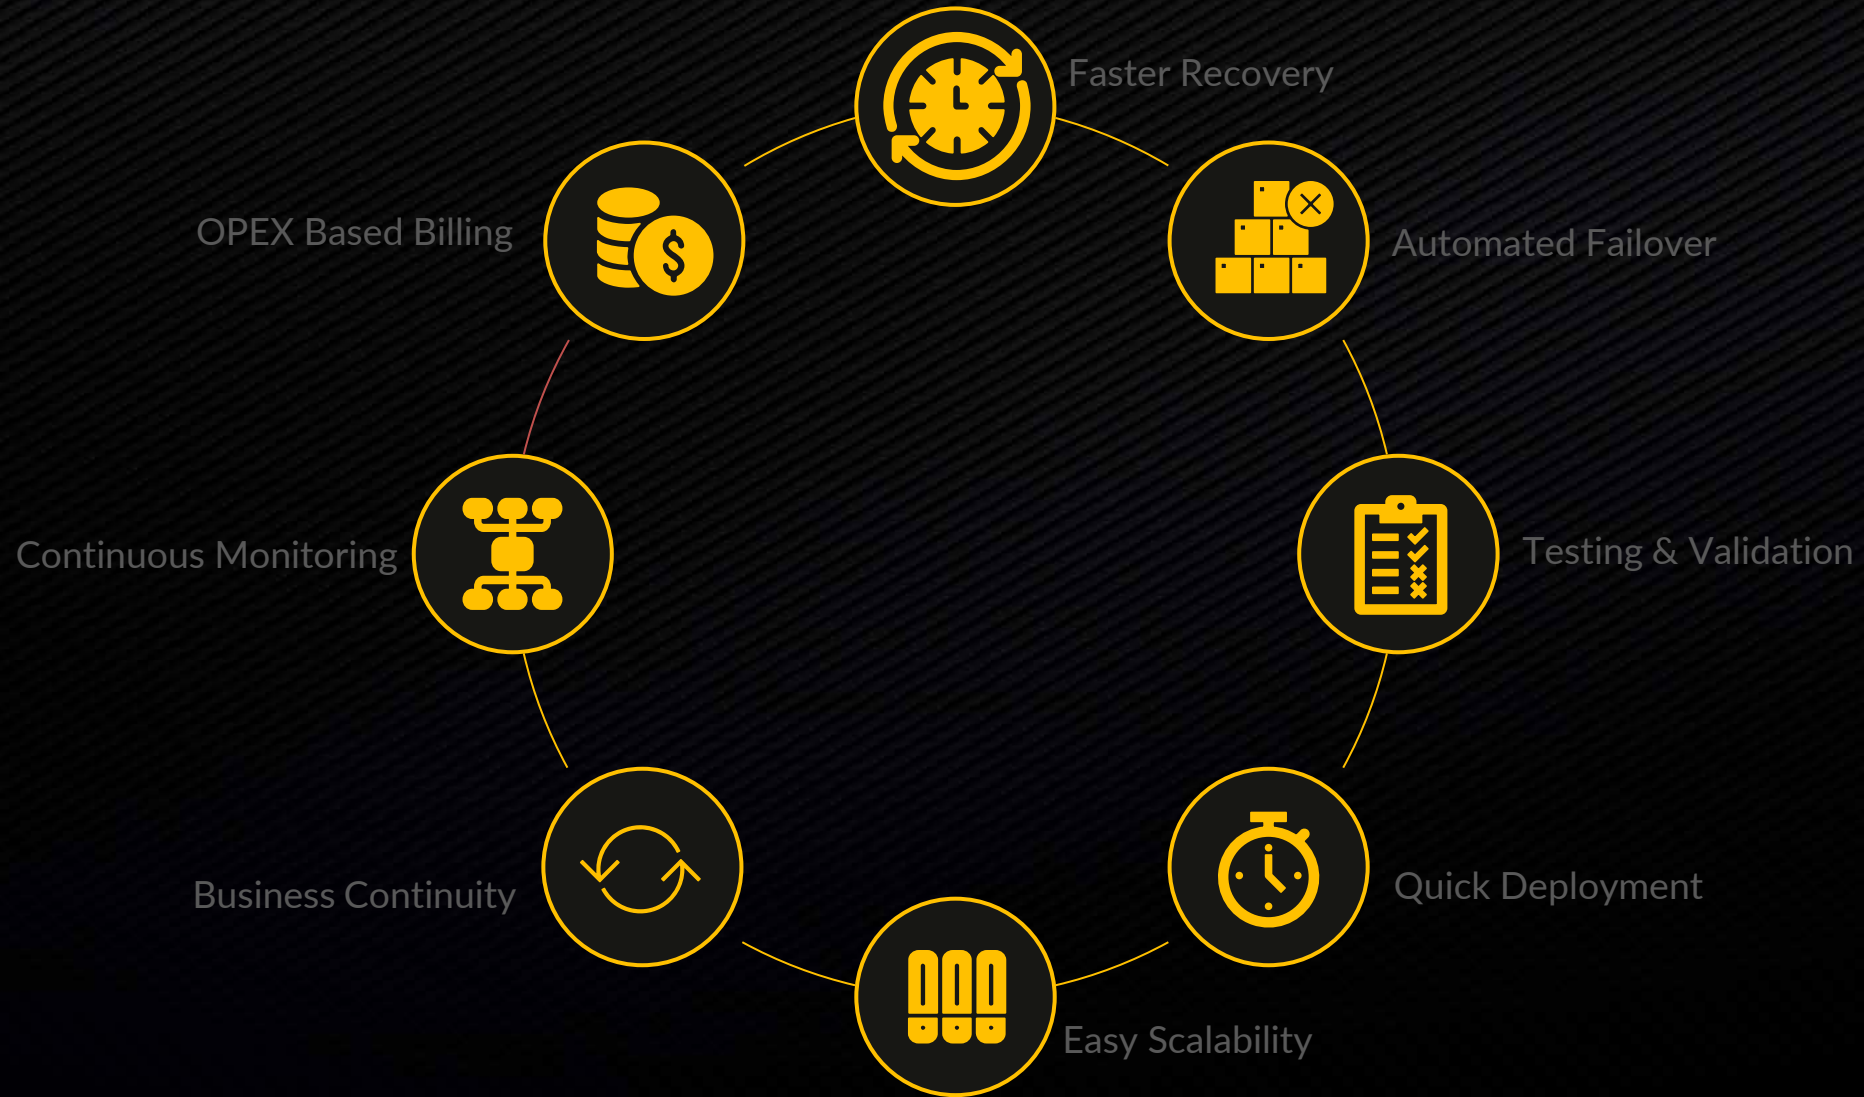 Faster Recovery
OPEX Based Billing
Automated Failover
Continuous Monitoring
Testing & Validation
Business Continuity
Quick Deployment
Easy Scalability